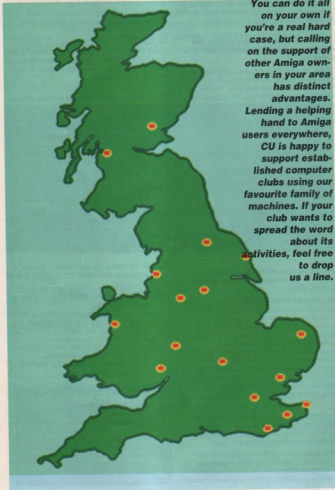 You can do it all
on your own if
you're a real hard
case, but calling
on the support of
other Amiga own-
ers in your area
has distinct
advantages.
Lending a helping
hand to Amiga
users everywhere,
CU is happy to
support estab-
lished computer
clubs using our
favourite family of
machines. If your
club wants to
spread the word
about its
activities, feel free
to drop
us a line.